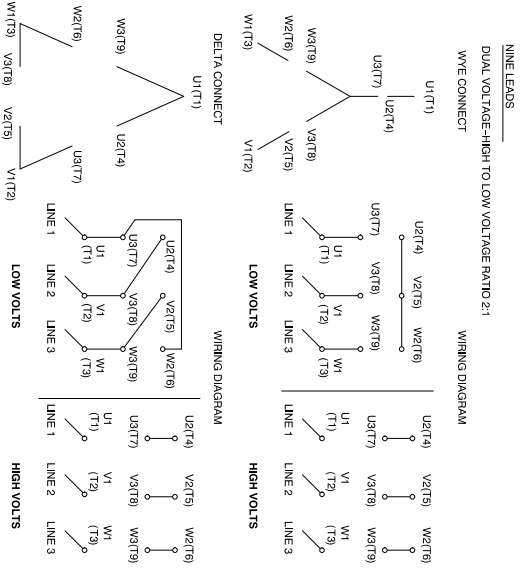 NINE LEADS
DUAL VOLTAGE–HIGH TO LOW VOLTAGE RATIO 2:1
WYE CONNECT
U1(T1)
U2(T4)
U3(T7)
W3(T9)
V3(T8)
W2(T6)
V2(T5)
W1(T3)
V1(T2)
WIRING DIAGRAM
U2(T4) V2(T5) W2(T6)
U3(T7) V3(T8) W3(T9)
U1 V1 W1
(T1) (T2) (T3)
LINE 1 LINE 2 LINE 3
LOW VOLTS
U2(T4) V2(T5) W2(T6)
U3(T7) V3(T8) W3(T9)
U1 V1 W1
(T1) (T2) (T3)
LINE 1 LINE 2 LINE 3
HIGH VOLTS
DELTA CONNECT
U1(T1)
W3(T9)
U2(T4)
W2(T6)
U3(T7)
W1(T3)
V3(T8)
V2(T5)
V1(T2)
WIRING DIAGRAM
U2(T4) V2(T5) W2(T6)
U3(T7) V3(T8) W3(T9)
U1 V1 W1
(T1) (T2) (T3)
LINE 1 LINE 2 LINE 3
LOW VOLTS
U2(T4) V2(T5) W2(T6)
U3(T7) V3(T8) W3(T9)
U1 V1 W1
(T1) (T2) (T3)
LINE 1 LINE 2 LINE 3
HIGH VOLTS